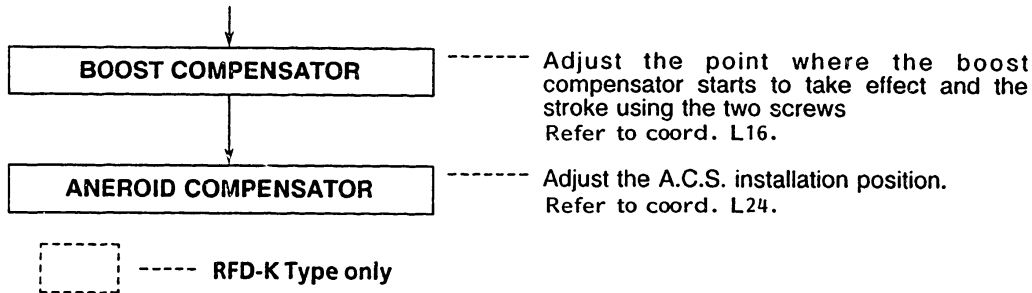 BOOST COMPENSATOR
Adjust the point where the boost
compensator starts to take effect and the
stroke using the two screws
Refer to coord. L16.
ANEROID COMPENSATOR
Adjust the A.C.S. installation position.
Refer to coord. L24.
RFD-K Type only